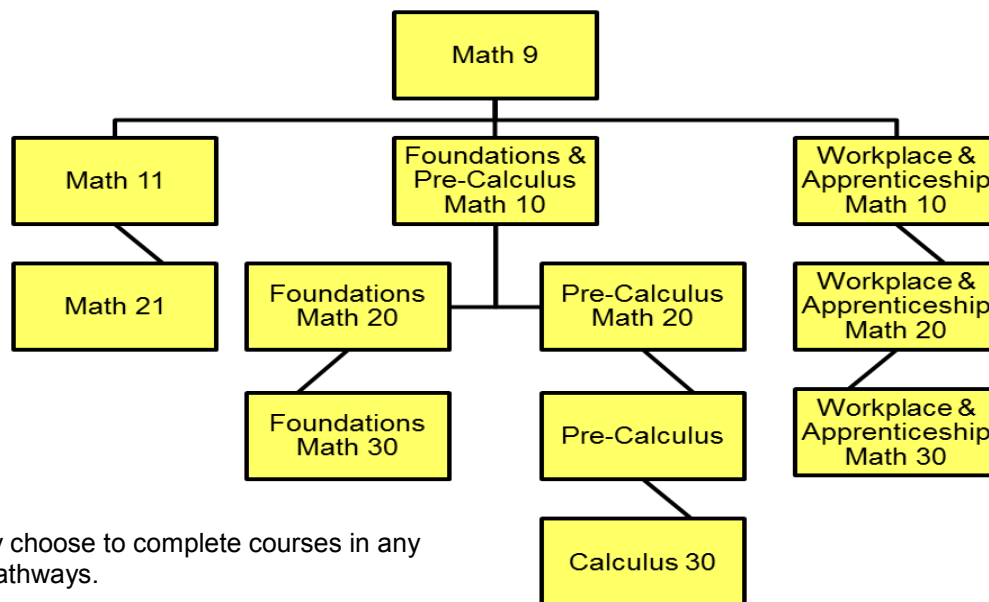 Math 9
Math 11
Foundations &
Pre-Calculus
Math 10
Workplace &
Apprenticeship
Math 10
Math 21
Foundations
Math 20
Pre-Calculus
Math 20
Workplace &
Apprenticeship
Math 20
Foundations
Math 30
Pre-Calculus
Workplace &
Apprenticeship
Math 30
Calculus 30
choose to complete courses in any
athways.